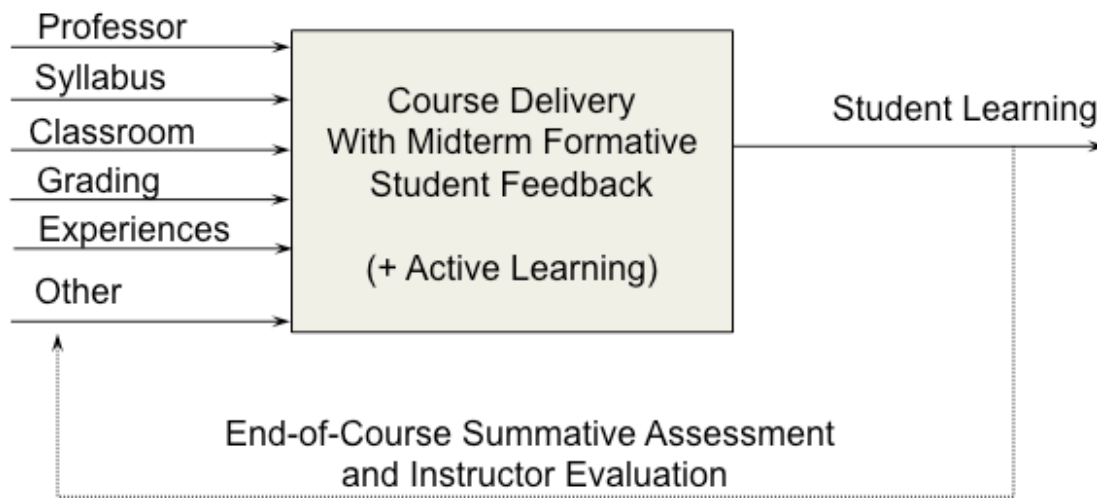 Professor
Syllabus
Classroom
Grading
Experiences
Other
Course Delivery
With Midterm Formative
Student Feedback
(+ Active Learning)
Student Learning
End-of-Course Summative Assessment
and Instructor Evaluation